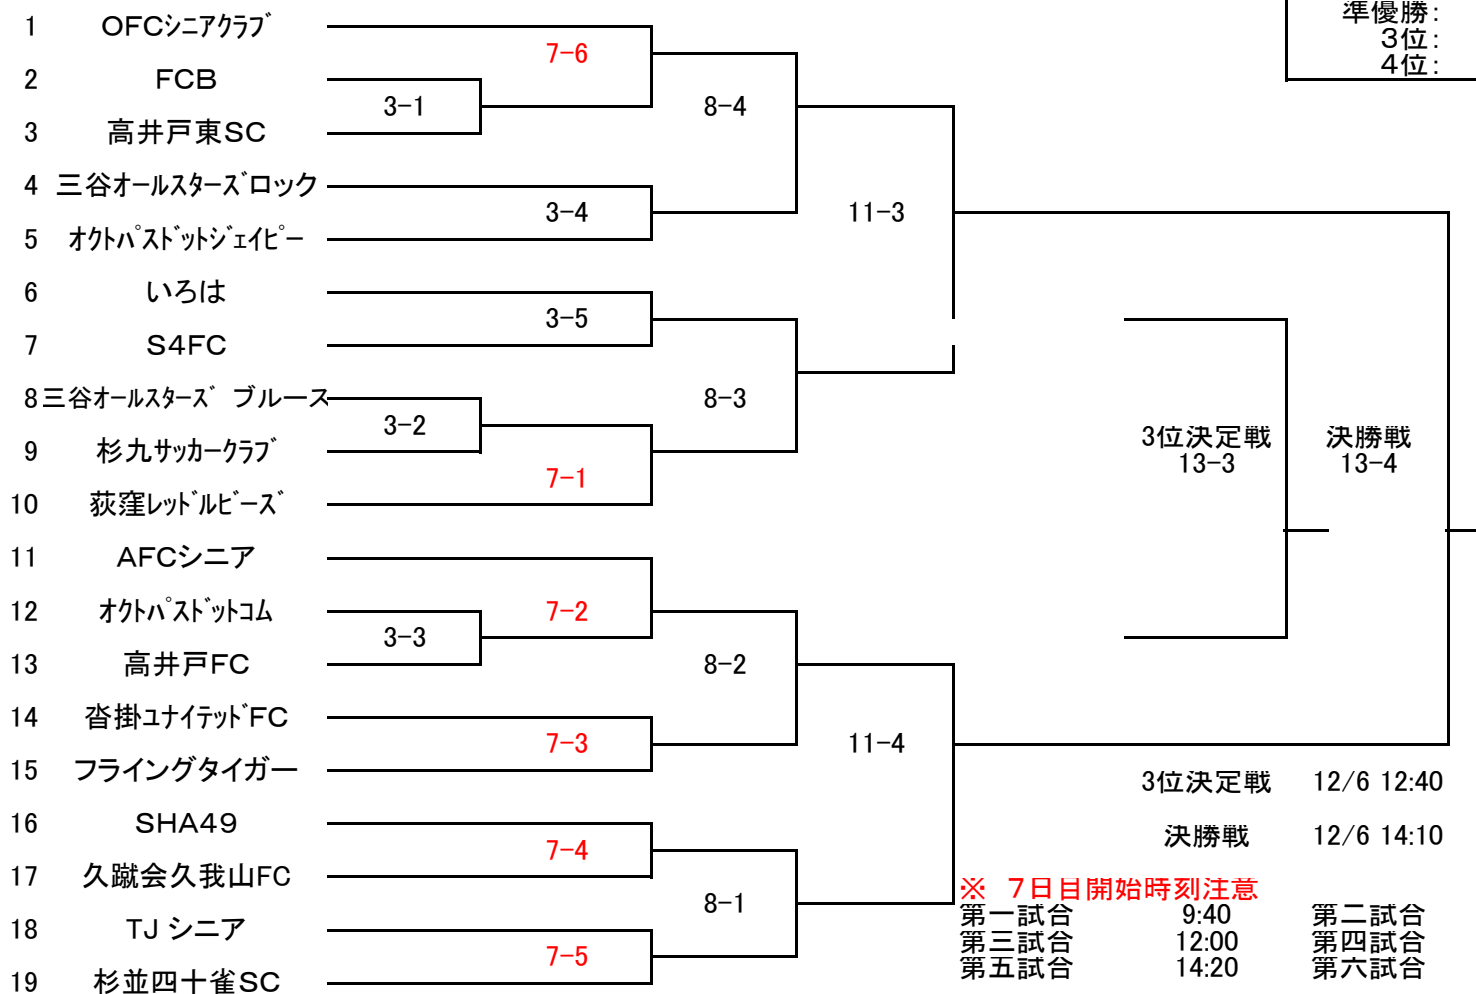 準優勝：
3位：
4位：
1 OFCシニアクラブ
7-6
2 FCB
3-1
8-4
3 高井戸東SC
4 三谷オールスターズロック
3-4
11-3
5 オクトパスドットジェイピー
6 いろは
3-5
7 S4FC
8 三谷オールスターズ ブルース
3-2
8-3
9 杉九サッカークラブ
7-1
3位決定戦 決勝戦
13-3 13-4
10 荻窪レッドルビーズ
11 AFCシニア
12 オクトパスドットコム
7-2
3-3
13 高井戸FC
8-2
14 沓掛ユナイテッドFC
7-3
11-4
15 フライングタイガー
3位決定戦 12/6 12:40
16 SHA49
決勝戦 12/6 14:10
7-4
17 久蹴会久我山FC
※ 7日目開始時刻注意
8-1
第一試合 9:40 第二試合
18 TJ シニア
第三試合 12:00 第四試合
7-5
第五試合 14:20 第六試合
19 杉並四十雀SC